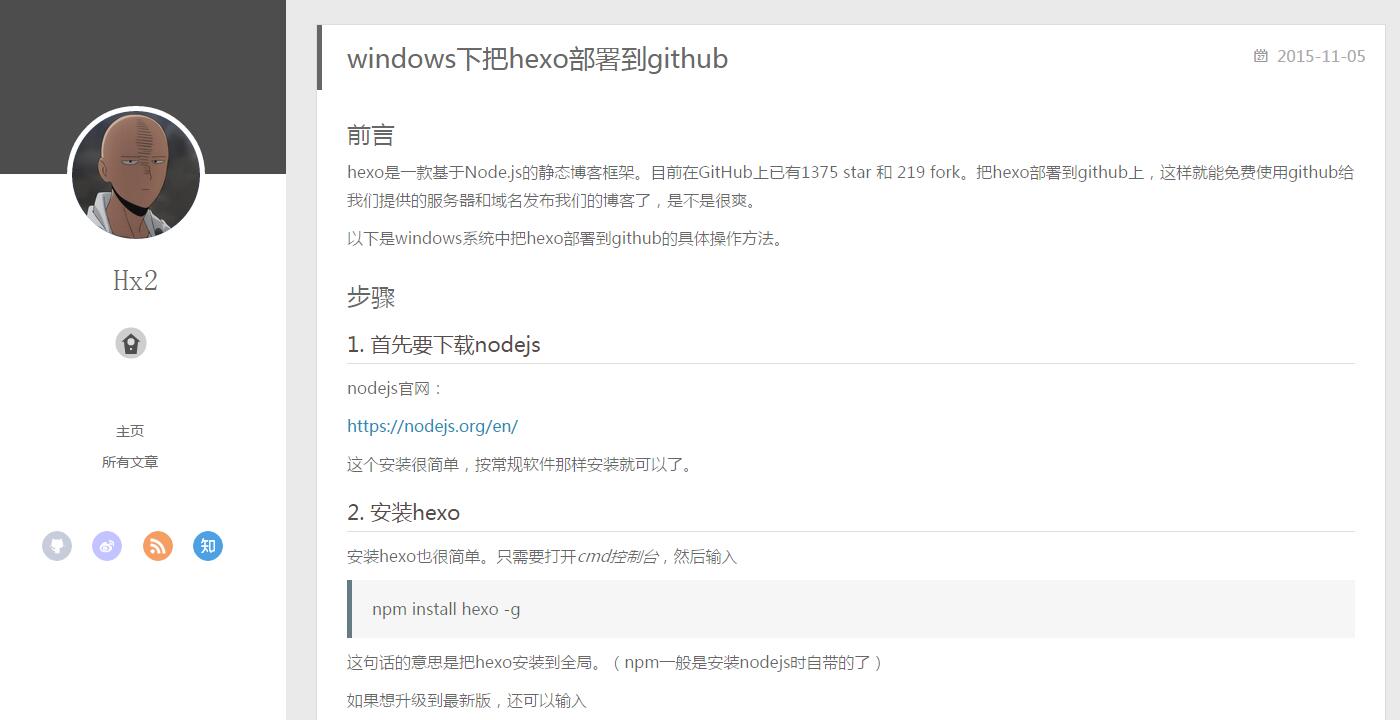 Hx2
主页
所有文章
知
windows下把hexo部署到github
2015-11-05
前言
hexo是一款基于Node.js的静态博客框架。目前在GitHub上已有1375 star 和 219 fork。把hexo部署到github上，这样就能免费使用github给
我们提供的服务器和域名发布我们的博客了，是不是很爽。
以下是windows系统中把hexo部署到github的具体操作方法。
步骤
1. 首先要下载nodejs
nodejs官网：
https://nodejs.org/en/
这个安装很简单，按常规软件那样安装就可以了。
2. 安装hexo
安装hexo也很简单。只需要打开cmd控制台，然后输入
npm install hexo -g
这句话的意思是把hexo安装到全局。（npm一般是安装nodejs时自带的了）
如果想升级到最新版，还可以输入